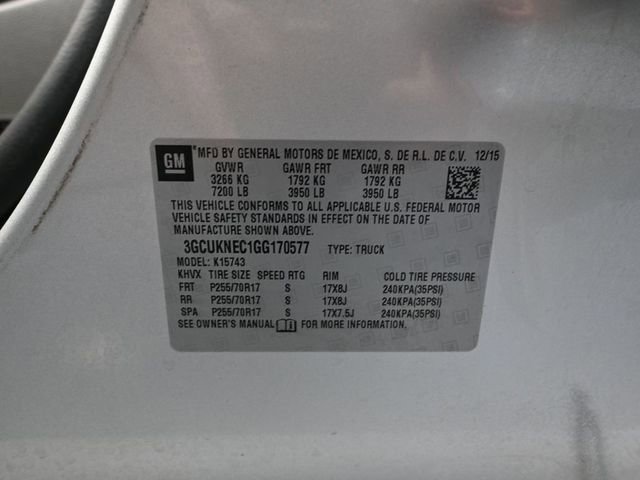 GM MFD BY GENERAL MOTORS DE MEXICO, S. DE R.L. DE C.V. 12/15
GVWR GAWR FRT GAWR RR
3266 KG 1792 KG 1792 KG
7200 LB 3950 LB 3950 LB
THIS VEHICLE CONFORMS TO ALL APPLICABLE U.S. FEDERAL MOTOR
VEHICLE SAFETY STANDARDS IN EFFECT ON THE DATE OF
MANUFACTURE SHOWN ABOVE.
3GCUKNEC1GG170577 TYPE: TRUCK
MODEL: K15743
KHVX TIRE SIZE SPEED RTG RIM COLD TIRE PRESSURE
FRT P255/70R17 S 17X8J 240KPA(35PSI)
RR P255/70R17 S 17X8J 240KPA(35PSI)
SPA P255/70R17 S 17X7.5J 240KPA(35PSI)
SEE OWNER'S MANUAL FOR MORE INFORMATION.